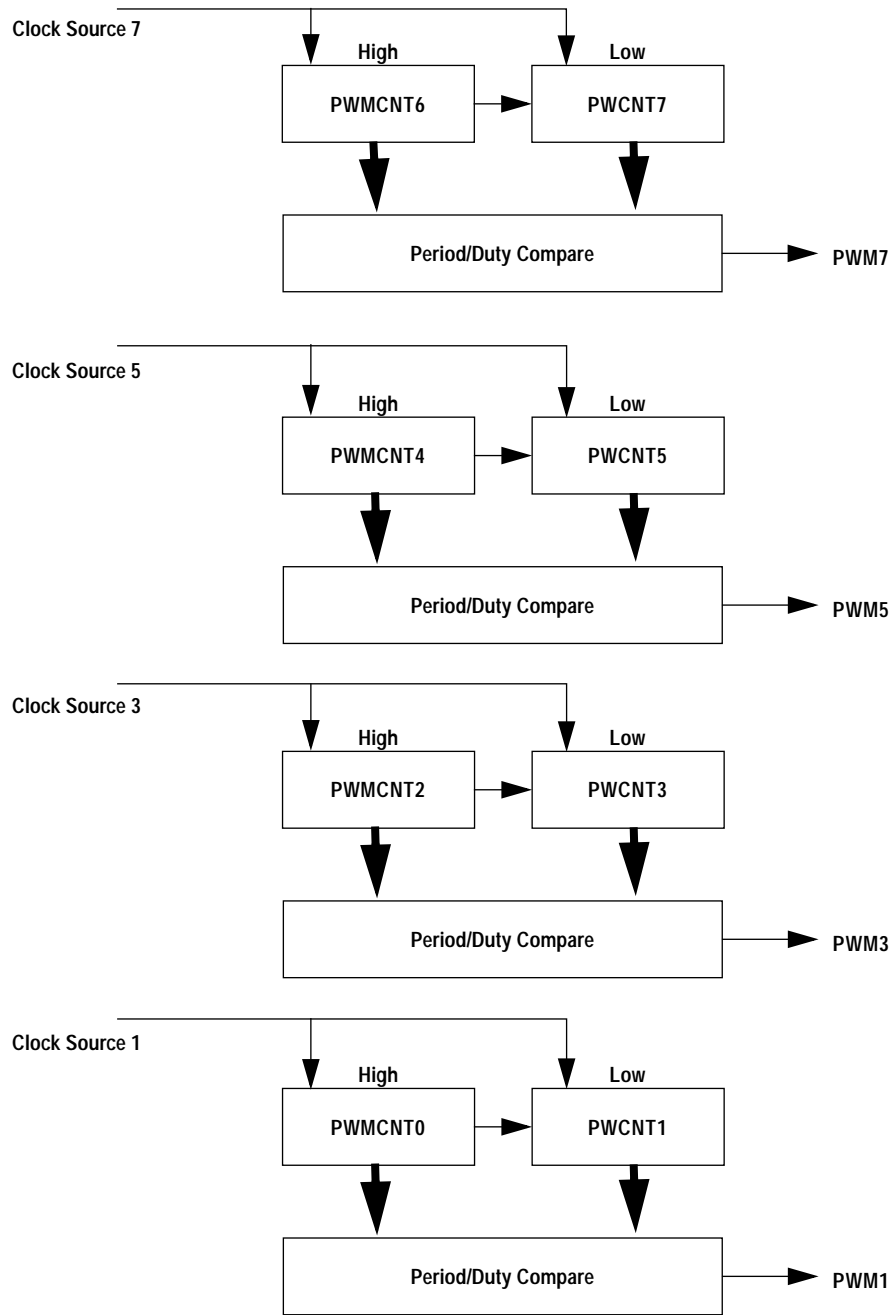 Clock Source 7
High
Low
PWMCNT6
PWCNT7
Period/Duty Compare
PWM7
Clock Source 5
High
Low
PWMCNT4
PWCNT5
Period/Duty Compare
PWM5
Clock Source 3
High
Low
PWMCNT2
PWCNT3
Period/Duty Compare
PWM3
Clock Source 1
High
Low
PWMCNT0
PWCNT1
Period/Duty Compare
PWM1